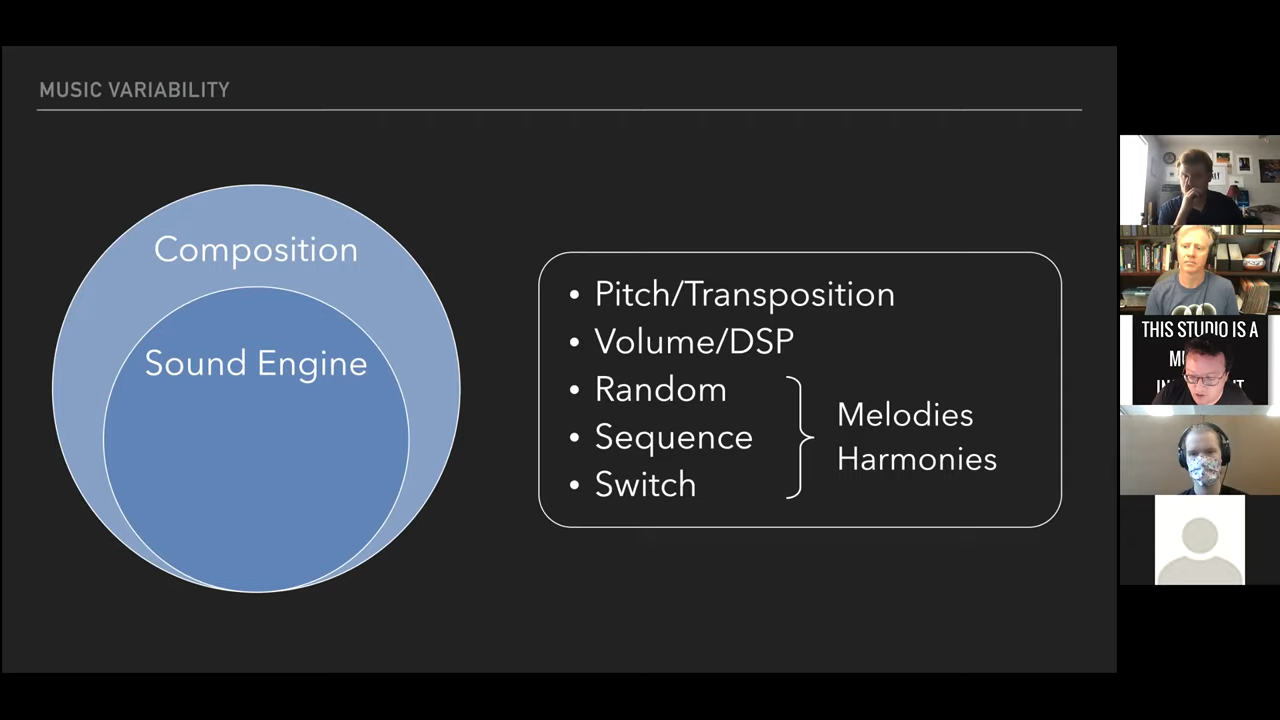 MUSIC VARIABILITY
Composition
Sound Engine
• Pitch/Transposition
• Volume/DSP
• Random
• Sequence
• Switch
Melodies
Harmonies
THIS STUDIO IS A